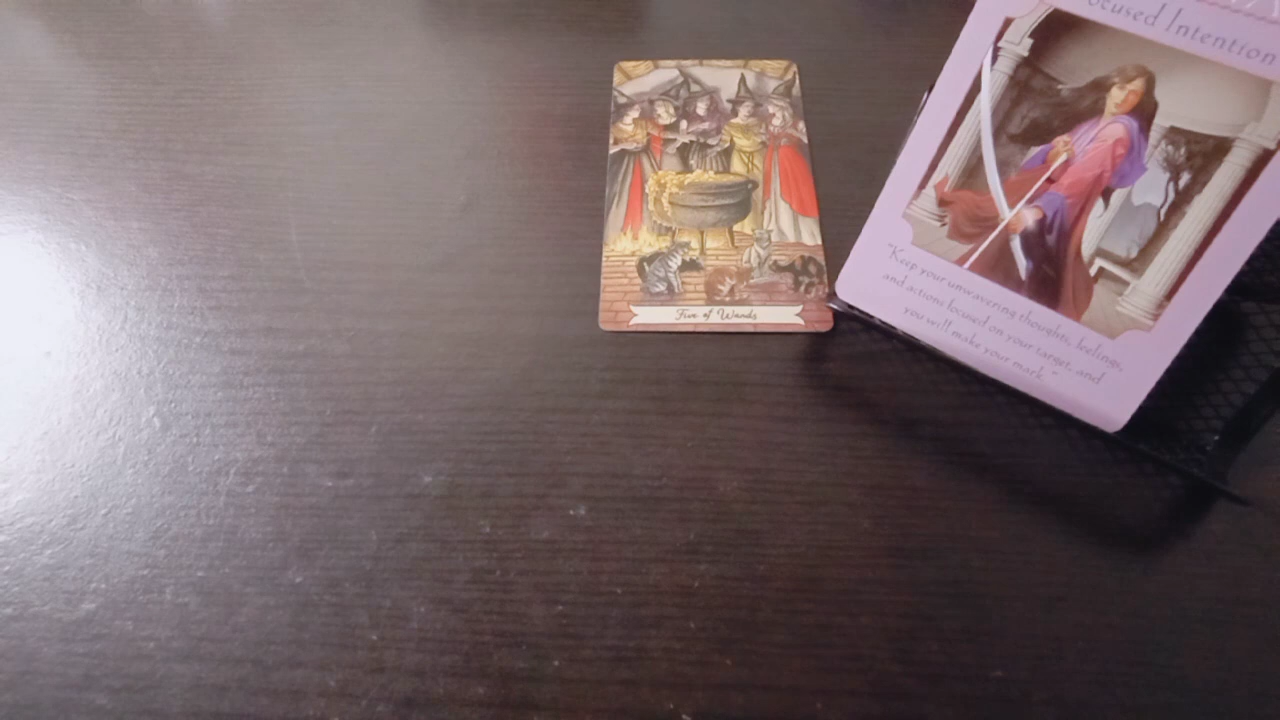 Five of Wands
ocused Intention
"Keep your unwavering thoughts, feelings,
and actions focused on your target, and
you will make your mark."